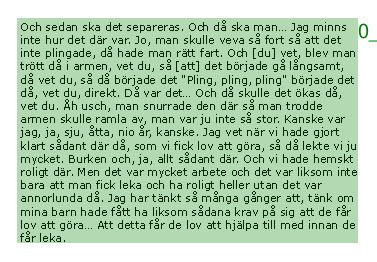 Och sedan ska det separeras. Och då ska man... Jag minns
inte hur det där var. Jo, man skulle veva så fort så att det
inte plingade, då hade man rätt fart. Och [du] vet, blev man
trött då i armen, vet du, så [att] det började gå långsamt,
då vet du, så då började det "Pling, pling, pling" började det
då, vet du, direkt. Då var det... Och då skulle det ökas då,
vet du. Åh usch, man snurrade den där så man trodde
armen skulle ramla av, man var ju inte så stor. Kanske var
jag, ja, sju, åtta, nio år, kanske. Jag vet när vi hade gjort
klart sådant där då, som vi fick lov att göra, så då lekte vi ju
mycket. Burken och, ja, allt sådant där. Och vi hade hemskt
roligt där. Men det var mycket arbete och det var liksom inte
bara att man fick leka och ha roligt heller utan det var
annorlunda då. Jag har tänkt så många gånger att, tänk om
mina barn hade fått ha liksom sådana krav på sig att de får
lov att göra... Att detta får de lov att hjälpa till med innan de
får leka.
0_